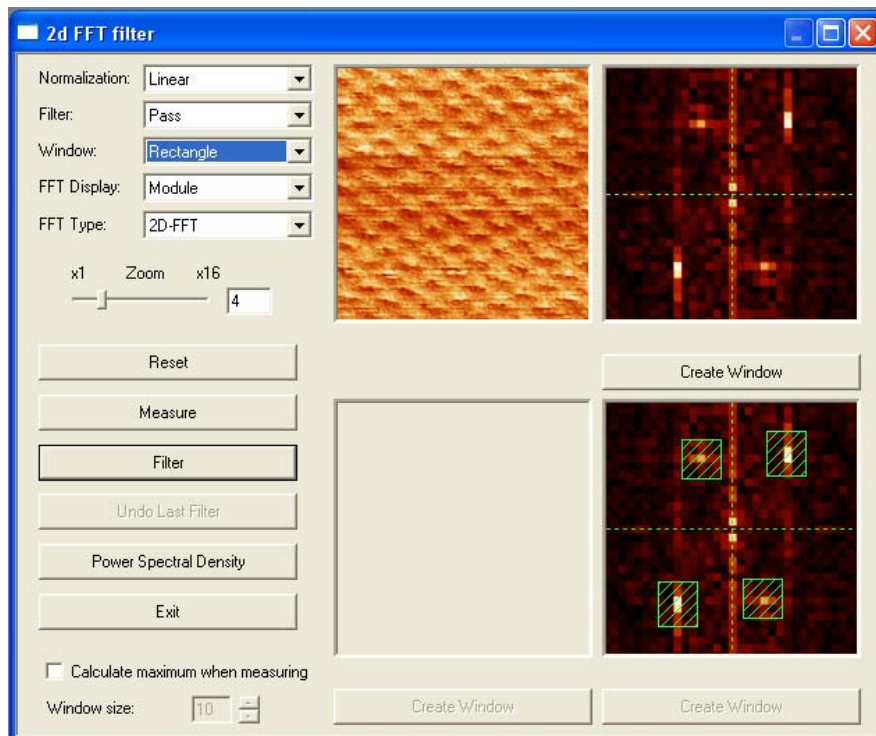 2d FFT filter
Normalization: Linear
Filter: Pass
Window: Rectangle
FFT Display: Module
FFT Type: 2D-FFT
x1 Zoom x16
4
Reset
Create Window
Measure
Filter
Undo Last Filter
Power Spectral Density
Exit
Calculate maximum when measuring
Window size: 10
Create Window
Create Window